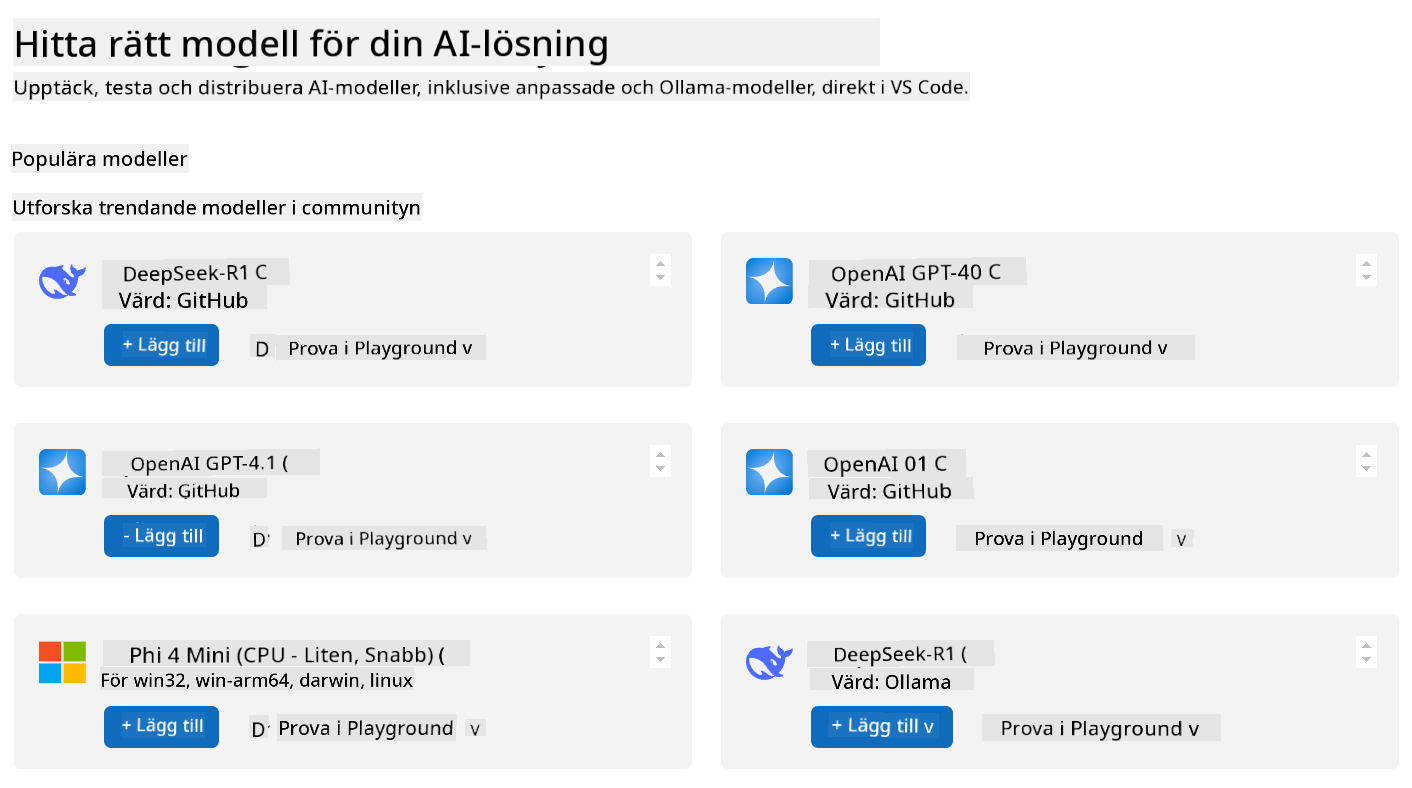 Hitta rätt modell för din AI-lösning
Upptäck, testa och distribuera AI-modeller, inklusive anpassade och Ollama-modeller, direkt i VS Code.
Populära modeller
Utforska trendande modeller i communityn
DeepSeek-R1 C
Värd: GitHub
+ Lägg till
D Prova i Playground v
OpenAI GPT-40 C
Värd: GitHub
+ Lägg till
Prova i Playground v
OpenAI GPT-4.1 (
Värd: GitHub
- Lägg till
D Prova i Playground v
OpenAI 01 C
Värd: GitHub
+ Lägg till
Prova i Playground v
Phi 4 Mini (CPU - Liten, Snabb) (
För win32, win-arm64, darwin, linux
+ Lägg till
D Prova i Playground v
DeepSeek-R1 (
Värd: Ollama
+ Lägg till v
Prova i Playground v